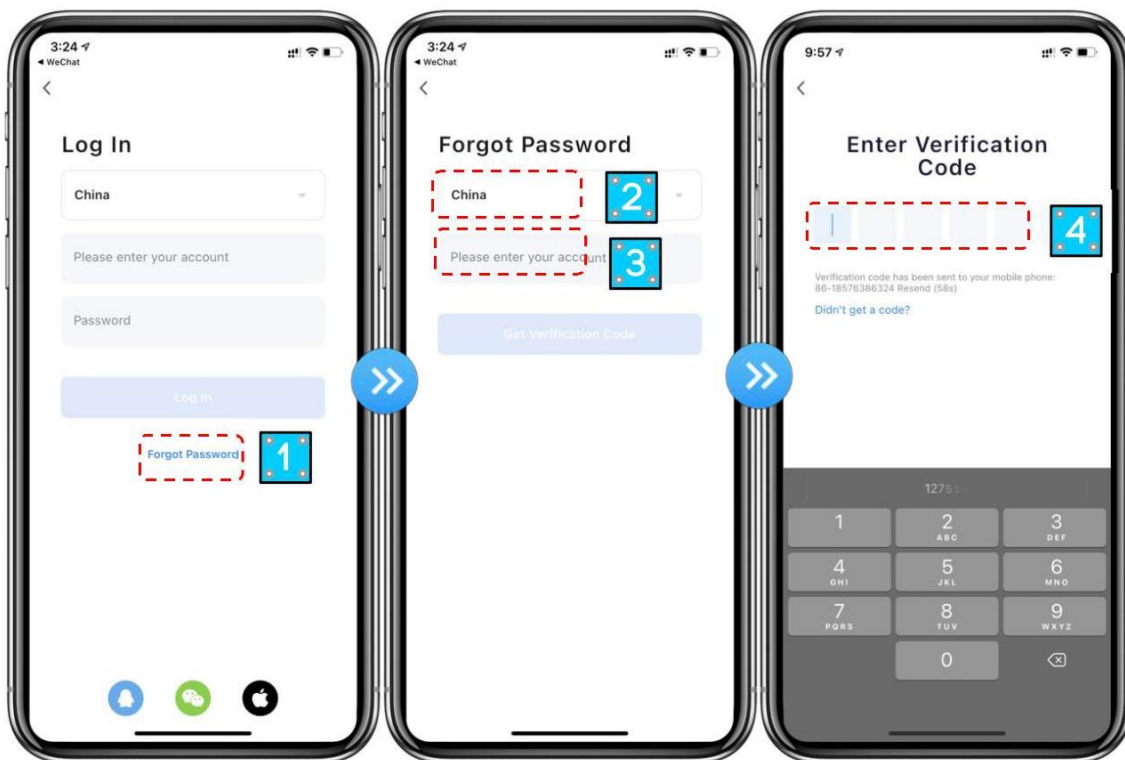 3:24
◀ WeChat
Log In
China
Please enter your account
Password
Log In
Forgot Password
1
3:24
◀ WeChat
Forgot Password
China
2
Please enter your account
3
Get Verification Code
9:57
Enter Verification
Code
4
Verification code has been sent to your mobile phone:
86-18576386324 Resend (58s)
Didn't get a code?
1 2 3
ABC DEF
4 5 6
GHI JKL MNO
7 8 9
PQRS TUV WXYZ
0